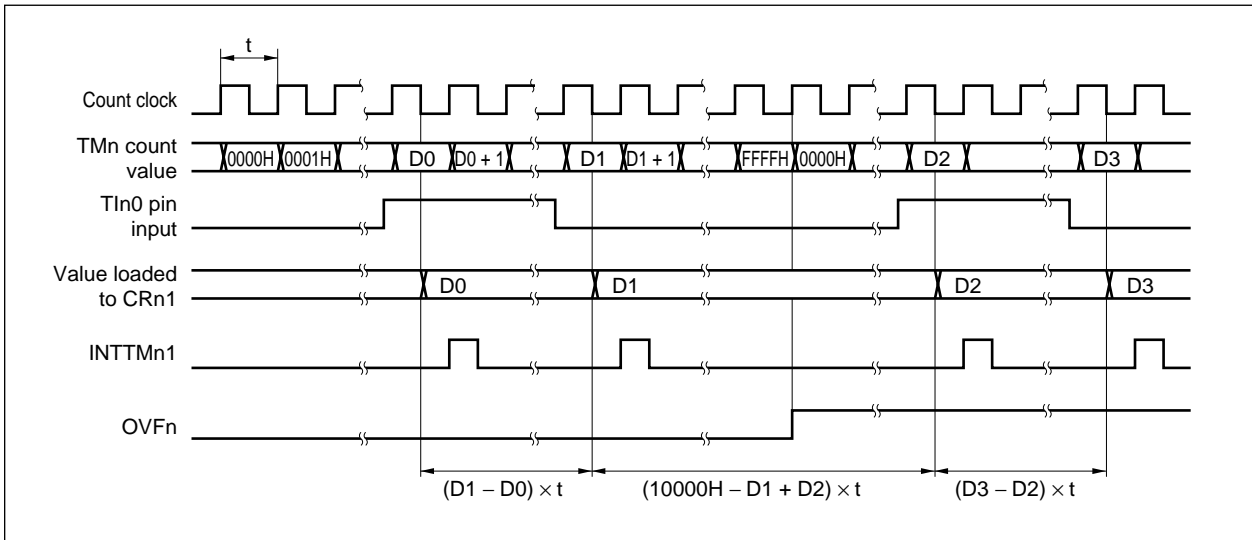 t
Count clock
TMn count
value
0000H 0001H D0 D0 + 1 D1 D1 + 1 FFFFH 0000H D2 D3
TIn0 pin
input
Value loaded
to CRn1
D0 D1 D2 D3
INTTMn1
OVFn
(D1 − D0) × t (10000H − D1 + D2) × t (D3 − D2) × t